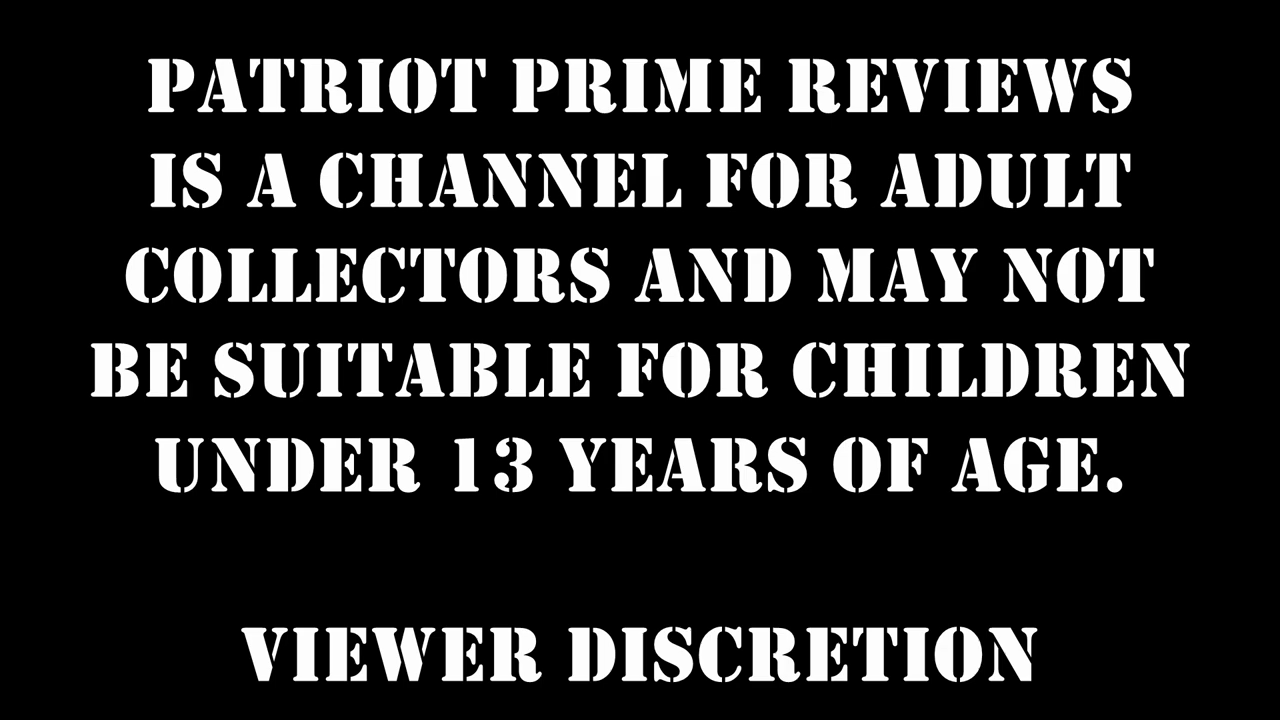 PATRIOT PRIME REVIEWS
IS A CHANNEL FOR ADULT
COLLECTORS AND MAY NOT
BE SUITABLE FOR CHILDREN
UNDER 13 YEARS OF AGE.
VIEWER DISCRETION